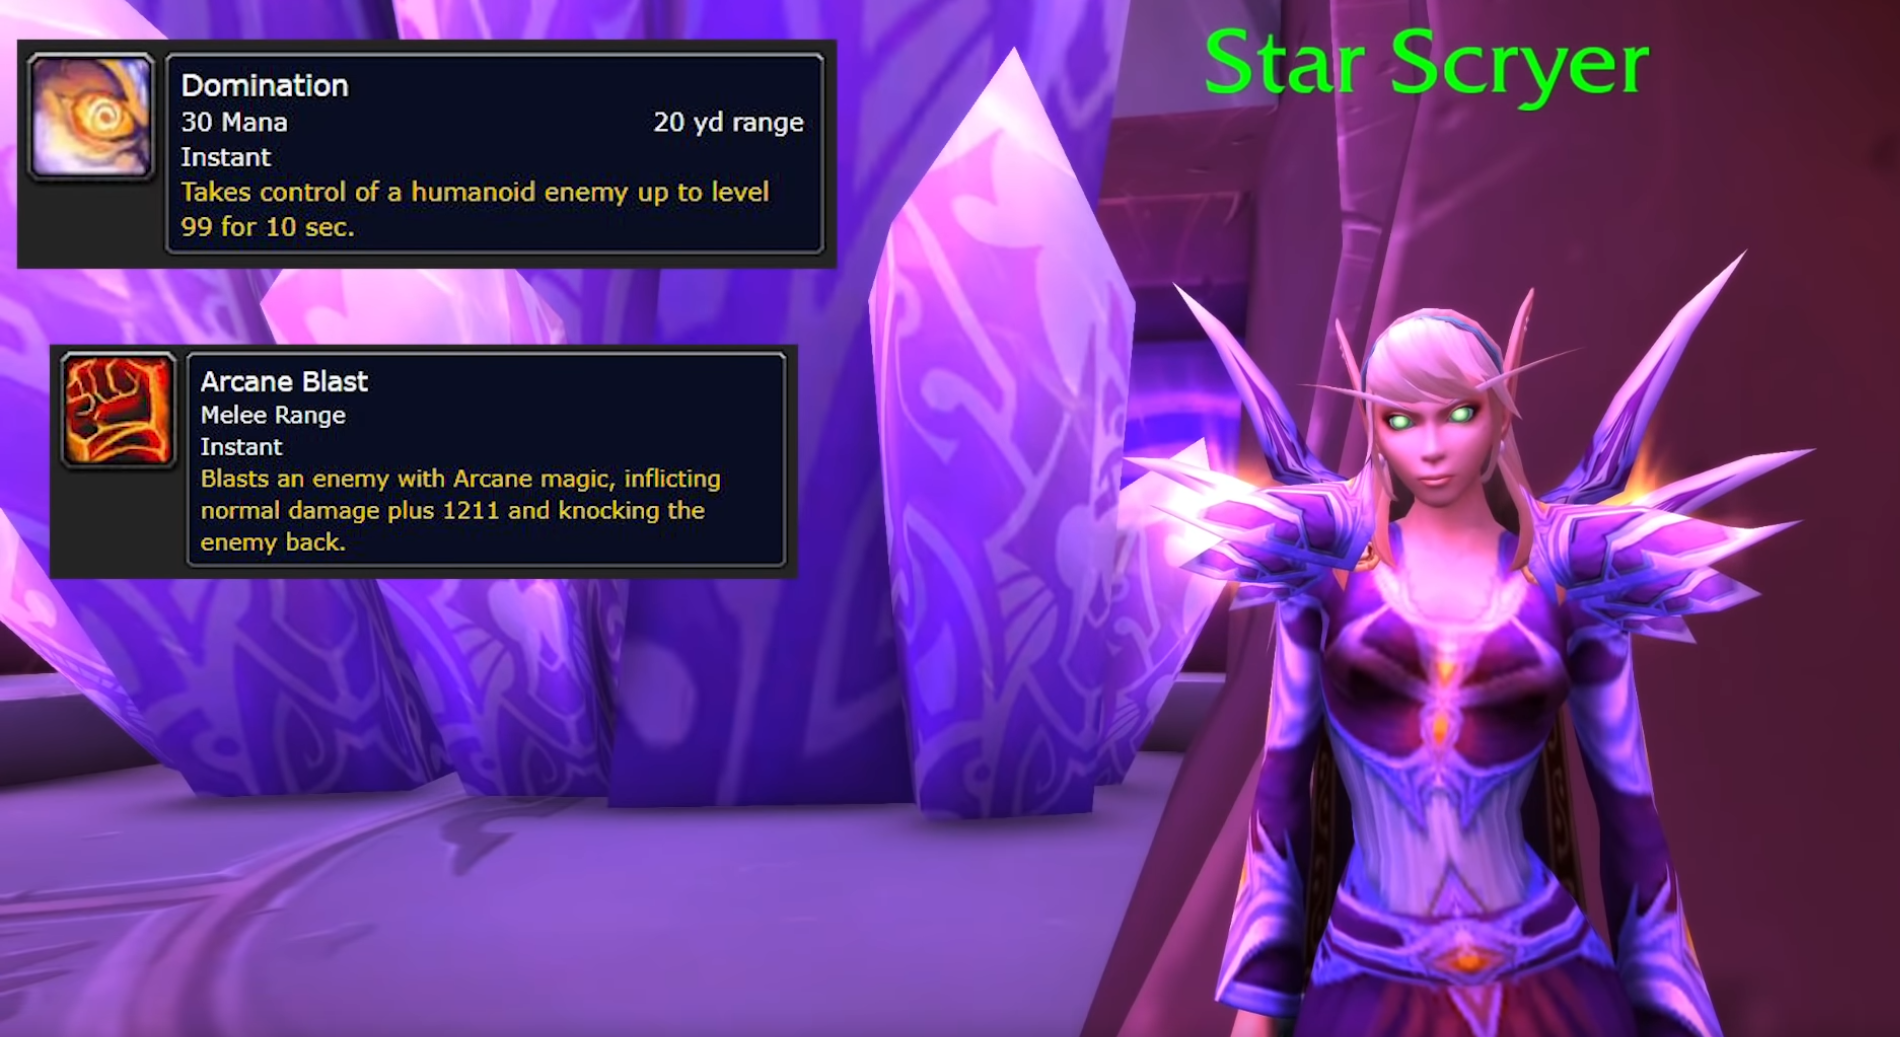 Star Scryer
Domination
30 Mana 20 yd range
Instant
Takes control of a humanoid enemy up to level
99 for 10 sec.
Arcane Blast
Melee Range
Instant
Blasts an enemy with Arcane magic, inflicting
normal damage plus 1211 and knocking the
enemy back.